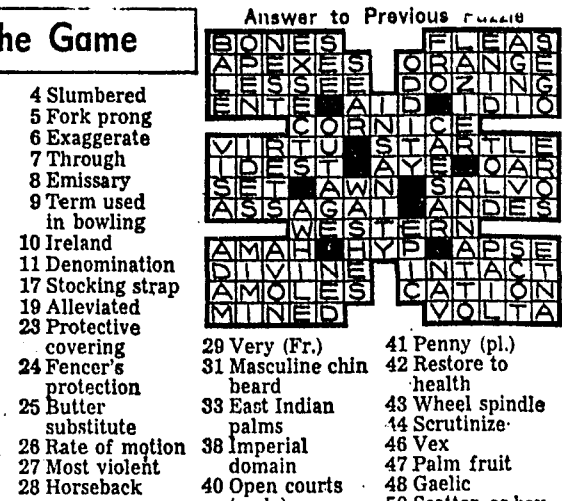 he Game
4 Slumbered
5 Fork prong
6 Exaggerate
7 Through
8 Emissary
9 Term used
in bowling
10 Ireland
11 Denomination
17 Stocking strap
19 Alleviated
23 Protective
covering
24 Fencer's
protection
25 Butter
substitute
26 Rate of motion
27 Most violent
28 Horseback
Answer to Previous Puzzle
BONES FLEAS
APEXES ORANGE
LESSEE DOZING
ENTE AID IDIO
CORNICE
VIRTU STARTLE
IDEST AYE OAR
SET AWN SALVO
ASSAGAI ANDES
WESTERN
AMAH HYP APSE
DIVINE INTACT
AMOLES CATION
MINED VOLTA
29 Very (Fr.)
31 Masculine chin
beard
33 East Indian
palms
38 Imperial
domain
40 Open courts
41 Penny (pl.)
42 Restore to
health
43 Wheel spindle
44 Scrutinize
46 Vex
47 Palm fruit
48 Gaelic